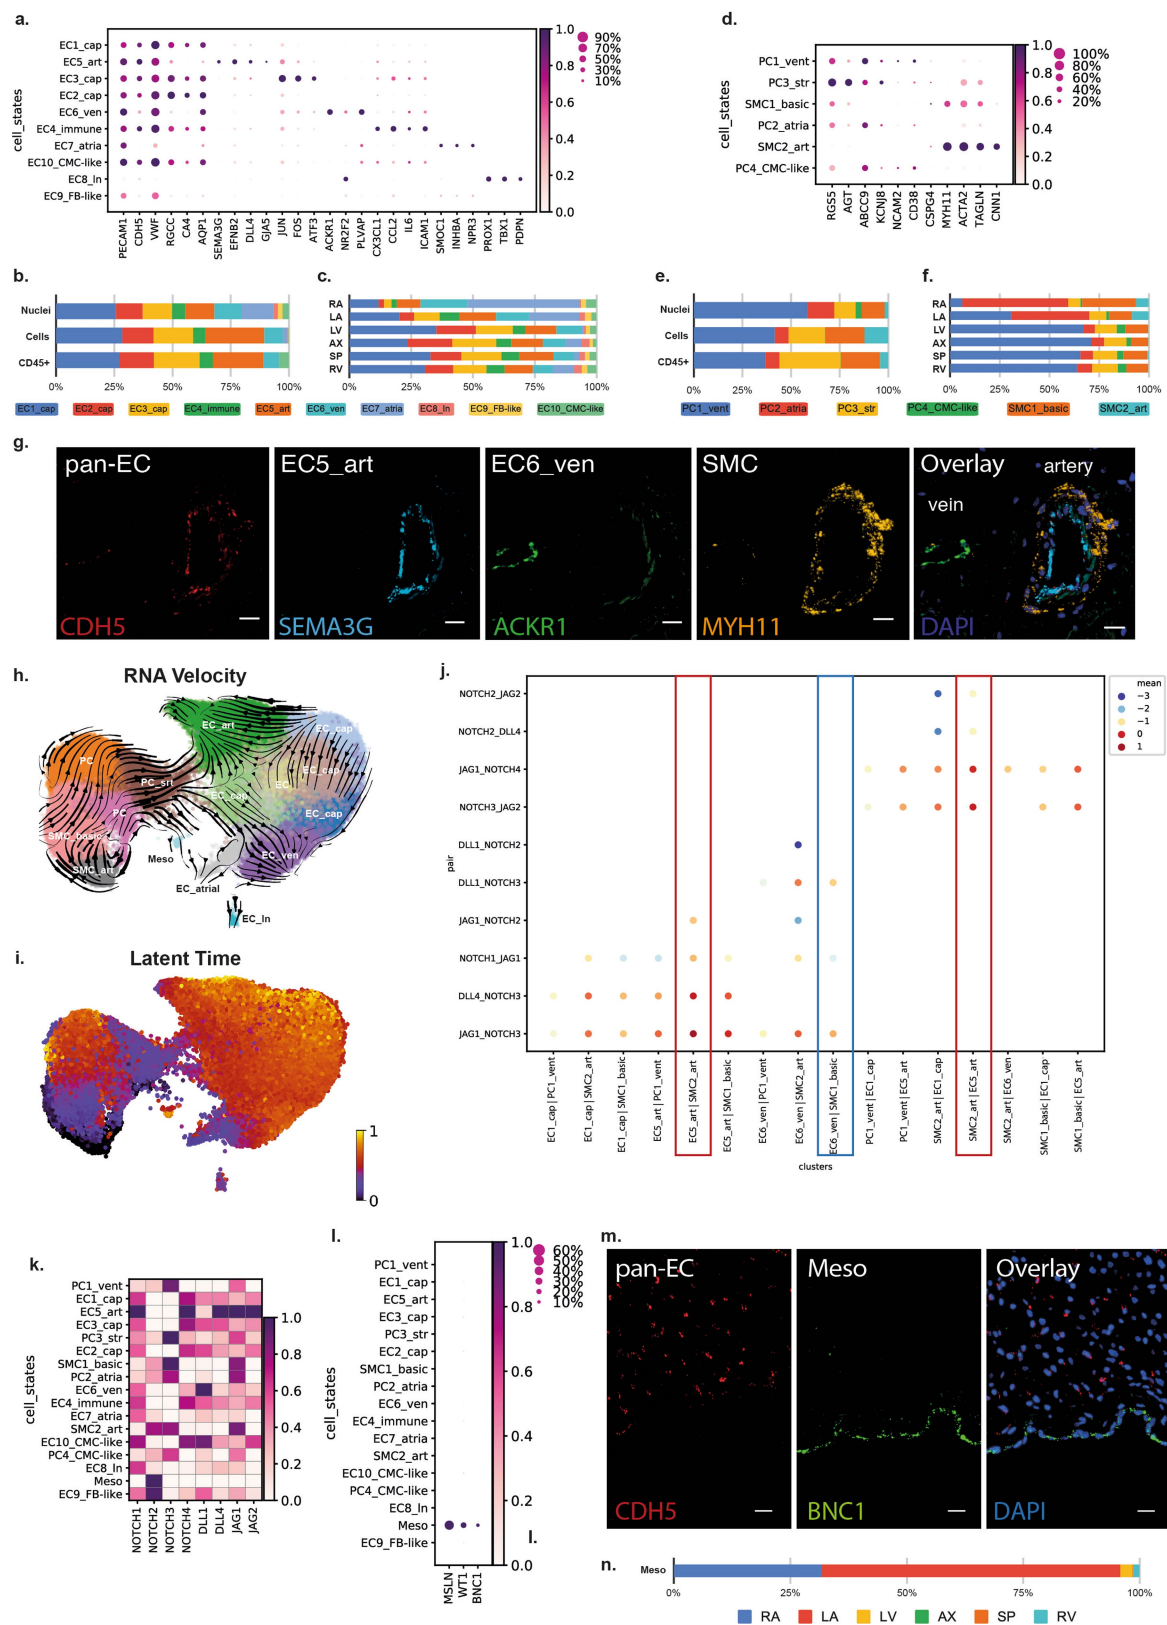 a.
cell_states
EC1_cap
EC5_art
EC3_cap
EC2_cap
EC6_ven
EC4_immune
EC7_atria
EC10_CMC-like
EC8_ln
EC9_FB-like
PECAM1 CDH5 VWF RGCC CA4 AQP1 SEMA3G EFNB2 DLL4 GJA5 JUN FOS ATF3 ACKR1 NR2F2 PLVAP CX3CL1 CCL2 IL6 ICAM1 SMOC1 INHBA NPR3 PROX1 TBX1 PDPN
1.0
0.8
0.6
0.4
0.2
0.0
90%
70%
50%
30%
10%
d.
cell_states
PC1_vent
PC3_str
SMC1_basic
PC2_atria
SMC2_art
PC4_CMC-like
RGS5 AGT ABCC9 KCNJ8 NCAM2 CD38 CSPG4 MYH11 ACTA2 TAGLN CNN1
1.0
0.8
0.6
0.4
0.2
0.0
100%
80%
60%
40%
20%
b.
Nuclei
Cells
CD45+
0% 25% 50% 75% 100%
c.
RA
LA
LV
AX
SP
RV
0% 25% 50% 75% 100%
EC1_cap EC2_cap EC3_cap EC4_immune EC5_art EC6_ven EC7_atria EC8_ln EC9_FB-like EC10_CMC-like
e.
Nuclei
Cells
CD45+
0% 25% 50% 75% 100%
f.
RA
LA
LV
AX
SP
RV
0% 25% 50% 75% 100%
PC1_vent PC2_atria PC3_str PC4_CMC-like SMC1_basic SMC2_art
g.
pan-EC
CDH5
EC5_art
SEMA3G
EC6_ven
ACKR1
SMC
MYH11
Overlay
artery
vein
DAPI
h.
RNA Velocity
EC_art
EC_cap
PC
EC_cap
PC_srt
EC
EC_cap
PC
EC_cap
SMC_basic
EC_ven
Meso
SMC_art
EC_atrial
EC_ln
i.
Latent Time
1
0
j.
pair
NOTCH2_JAG2
NOTCH2_DLL4
JAG1_NOTCH4
NOTCH3_JAG2
DLL1_NOTCH2
DLL1_NOTCH3
JAG1_NOTCH2
NOTCH1_JAG1
DLL4_NOTCH3
JAG1_NOTCH3
EC1_cap | PC1_vent
EC1_cap | SMC2_art
EC1_cap | SMC1_basic
EC5_art | PC1_vent
EC5_art | SMC2_art
EC5_art | SMC1_basic
EC6_ven | PC1_vent
EC6_ven | SMC2_art
EC6_ven | SMC1_basic
PC1_vent | EC1_cap
PC1_vent | EC5_art
SMC2_art | EC1_cap
SMC2_art | EC5_art
SMC2_art | EC6_ven
SMC1_basic | EC1_cap
SMC1_basic | EC5_art
clusters
mean
−3
−2
−1
0
1
k.
cell_states
PC1_vent
EC1_cap
EC5_art
EC3_cap
PC3_str
EC2_cap
SMC1_basic
PC2_atria
EC6_ven
EC4_immune
EC7_atria
SMC2_art
EC10_CMC-like
PC4_CMC-like
EC8_ln
Meso
EC9_FB-like
NOTCH1 NOTCH2 NOTCH3 NOTCH4 DLL1 DLL4 JAG1 JAG2
1.0
0.8
0.6
0.4
0.2
0.0
l.
cell_states
PC1_vent
EC1_cap
EC5_art
EC3_cap
PC3_str
EC2_cap
SMC1_basic
PC2_atria
EC6_ven
EC4_immune
EC7_atria
SMC2_art
EC10_CMC-like
PC4_CMC-like
EC8_ln
Meso
EC9_FB-like
MSLN WT1 BNC1
1.0
0.8
0.6
0.4
0.2
0.0
60%
50%
40%
30%
20%
10%
l.
m.
pan-EC
CDH5
Meso
BNC1
Overlay
DAPI
n.
Meso
0% 25% 50% 75% 100%
RA LA LV AX SP RV